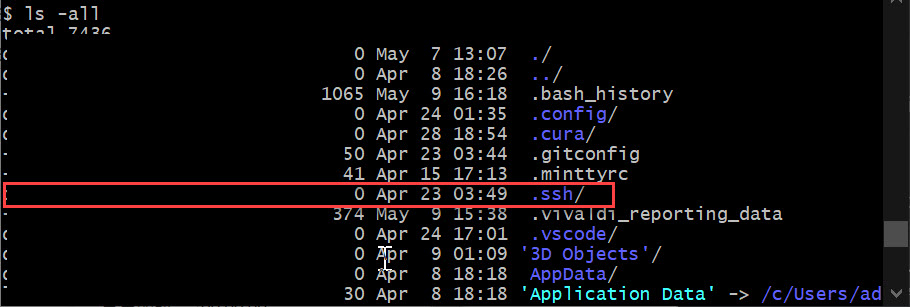 $ ls -all
total 7436
0 May 7 13:07 ./
0 Apr 8 18:26 ../
1065 May 9 16:18 .bash_history
0 Apr 24 01:35 .config/
0 Apr 28 18:54 .cura/
50 Apr 23 03:44 .gitconfig
41 Apr 15 17:13 .minttyrc
0 Apr 23 03:49 .ssh/
374 May 9 15:38 .vivaldi_reporting_data
0 Apr 24 17:01 .vscode/
0 Apr 9 01:09 '3D Objects'/
0 Apr 8 18:18 AppData/
30 Apr 8 18:18 'Application Data' -> /c/Users/ad